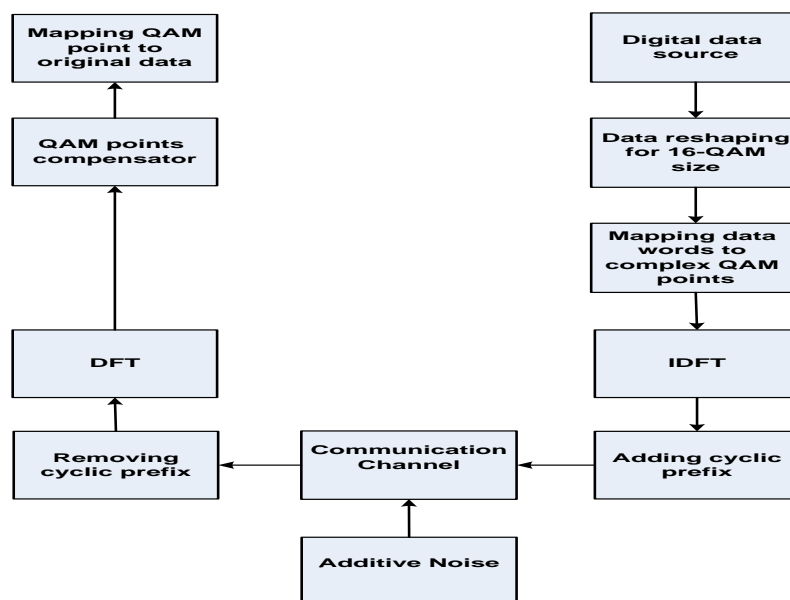 Mapping QAM
point to
original data
QAM points
compensator
DFT
Removing
cyclic prefix
Communication
Channel
Additive Noise
Digital data
source
Data reshaping
for 16-QAM
size
Mapping data
words to
complex QAM
points
IDFT
Adding cyclic
prefix